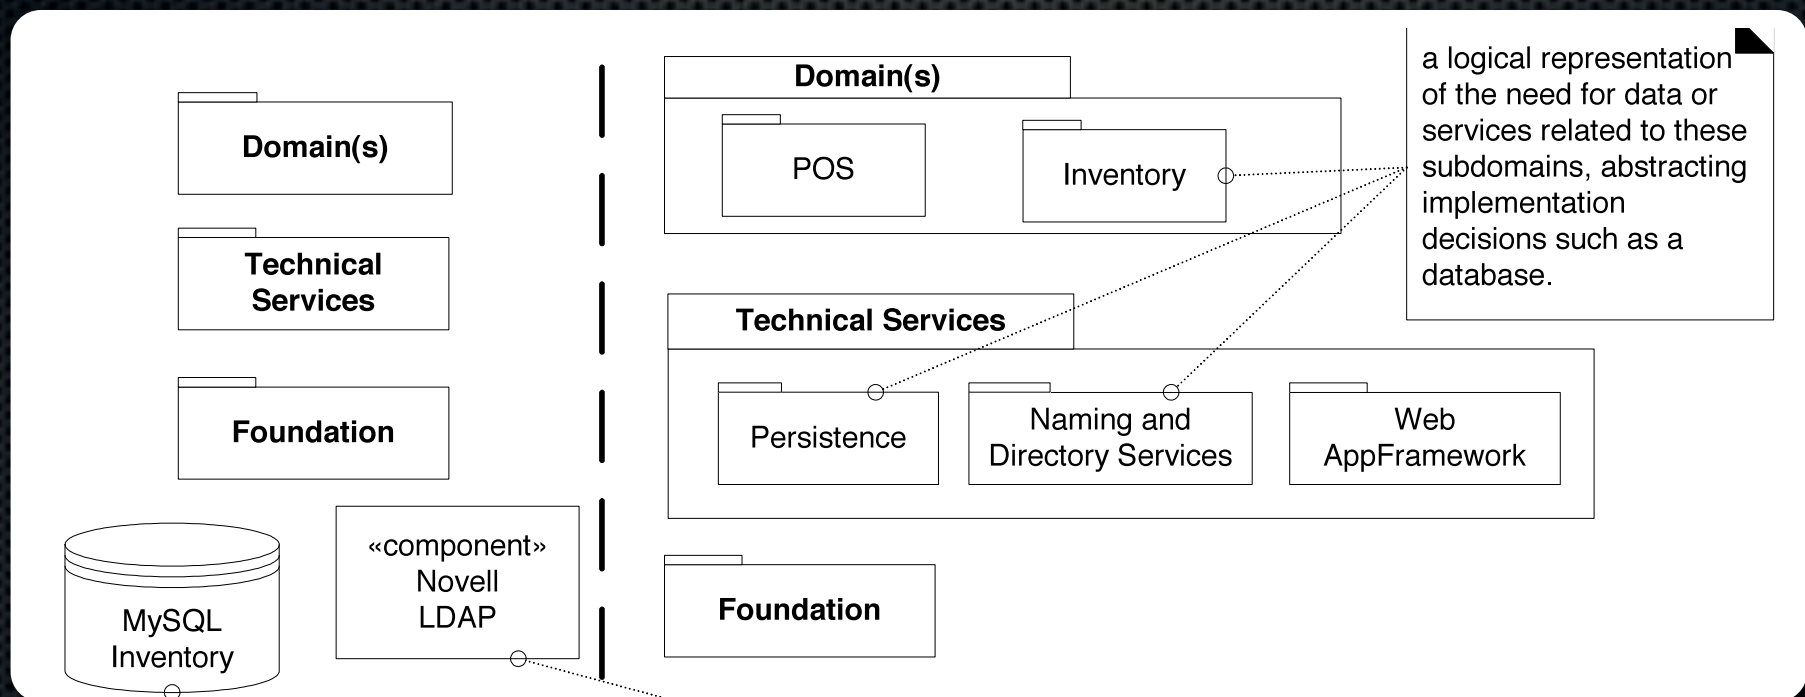 Domain(s)
Technical
Services
Foundation
MySQL
Inventory
«component»
Novell
LDAP
Domain(s)
POS
Inventory
Technical Services
Persistence
Naming and
Directory Services
Web
AppFramework
Foundation
a logical representation
of the need for data or
services related to these
subdomains, abstracting
implementation
decisions such as a
database.